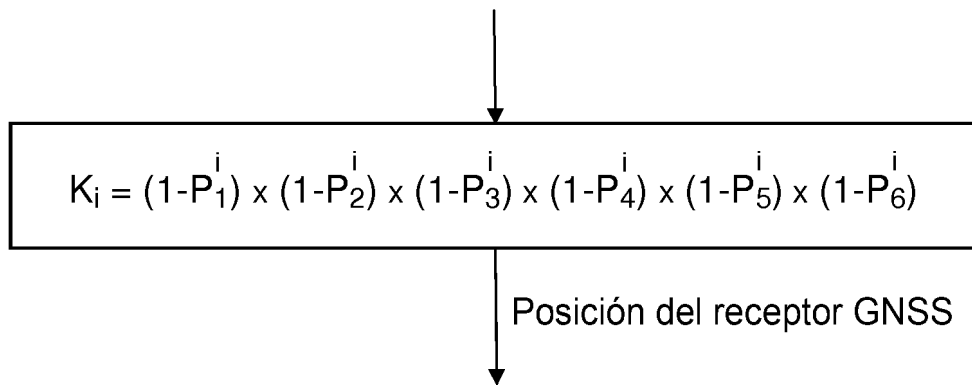 Kᵢ = (1-P₁ⁱ) x (1-P₂ⁱ) x (1-P₃ⁱ) x (1-P₄ⁱ) x (1-P₅ⁱ) x (1-P₆ⁱ)
Posición del receptor GNSS